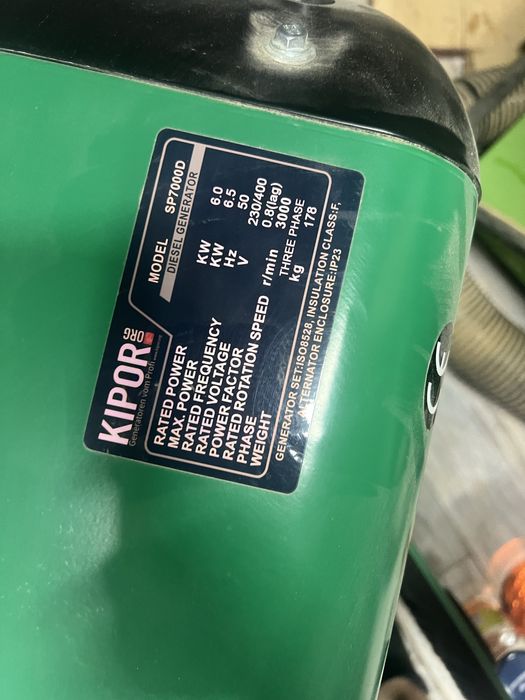 KIPOR
ORG
Generatoren vom Profi
MODEL SP7000D
DIESEL GENERATOR
RATED POWER KW 6.0
MAX. POWER KW 6.5
RATED FREQUENCY Hz 50
RATED VOLTAGE V 230/400
POWER FACTOR 0.8(lag)
RATED ROTATION SPEED r/min 3000
PHASE THREE PHASE
WEIGHT kg 178
GENERATOR SET:ISO8528, INSULATION CLASS:F,
ALTERNATOR ENCLOSURE:IP23
CE